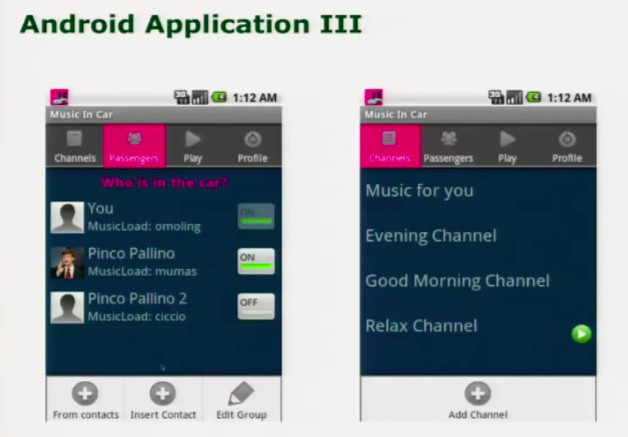 Android Application III
3G 1:12 AM
Music In Car
Channels Passengers Play Profile
Who is in the car?
You
MusicLoad: omoling
ON
Pinco Pallino
MusicLoad: mumas
ON
Pinco Pallino 2
MusicLoad: ciccio
OFF
From contacts Insert Contact Edit Group
3G 1:12 AM
Music In Car
Channels Passengers Play Profile
Music for you
Evening Channel
Good Morning Channel
Relax Channel
Add Channel